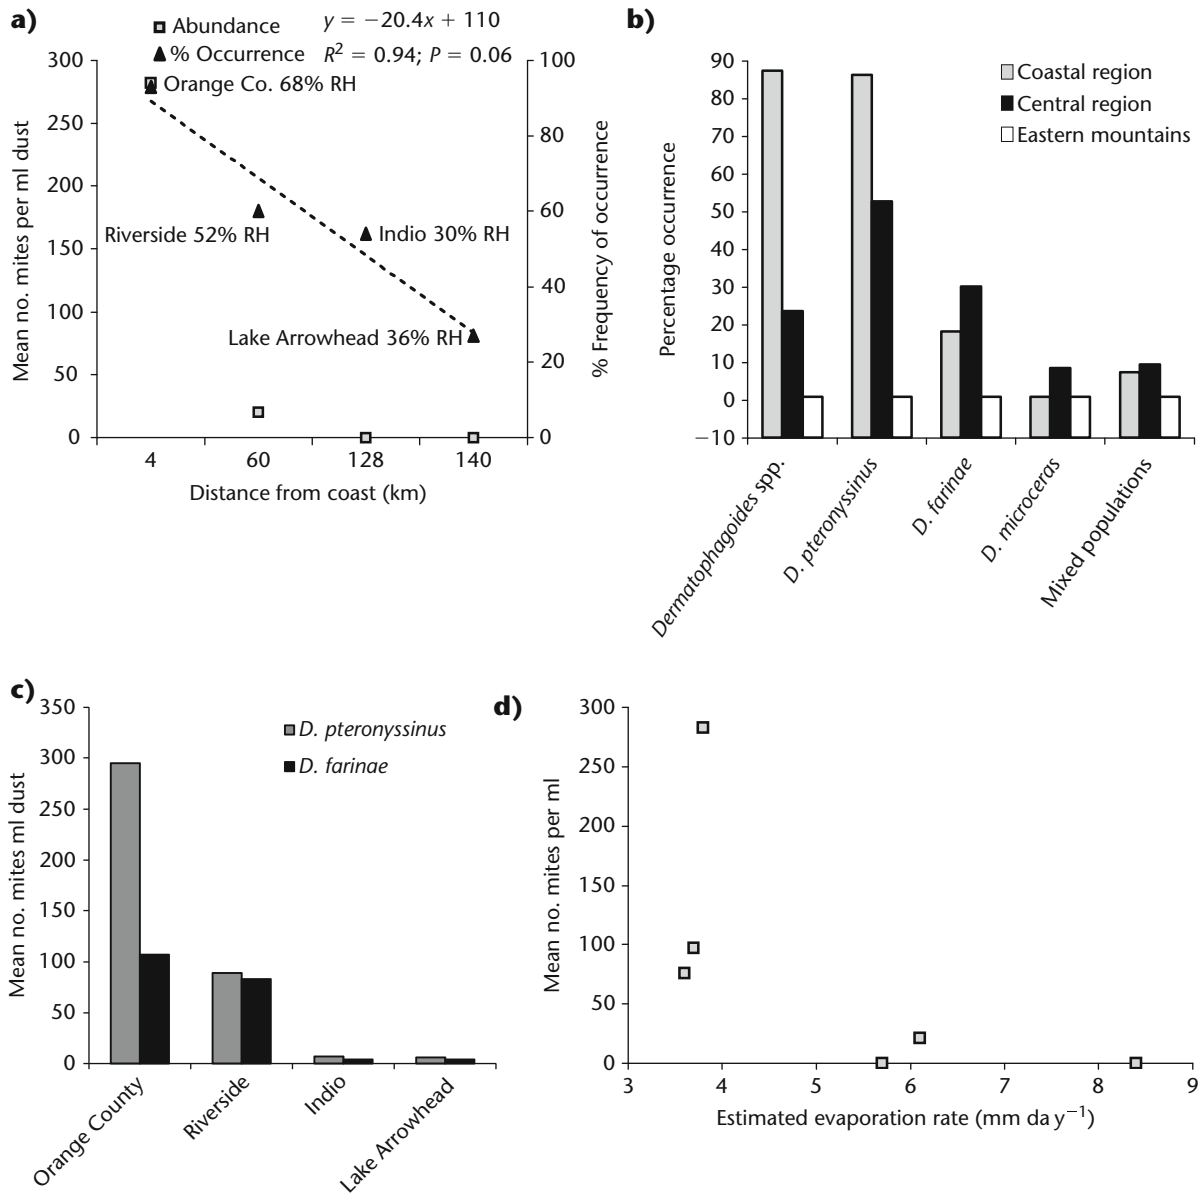 a)
Abundance
% Occurrence
y = −20.4x + 110
R² = 0.94; P = 0.06
300
250
200
150
100
50
0
Mean no. mites per ml dust
100
80
60
40
20
0
% Frequency of occurrence
Orange Co. 68% RH
Riverside 52% RH
Indio 30% RH
Lake Arrowhead 36% RH
4 60 128 140
Distance from coast (km)
b)
Coastal region
Central region
Eastern mountains
90
80
70
60
50
40
30
20
10
0
−10
Percentage occurrence
Dermatophagoides spp.
D. pteronyssinus
D. farinae
D. microceras
Mixed populations
c)
D. pteronyssinus
D. farinae
350
300
250
200
150
100
50
0
Mean no. mites ml dust
Orange County
Riverside
Indio
Lake Arrowhead
d)
300
250
200
150
100
50
0
Mean no. mites per ml
3 4 5 6 7 8 9
Estimated evaporation rate (mm da y⁻¹)